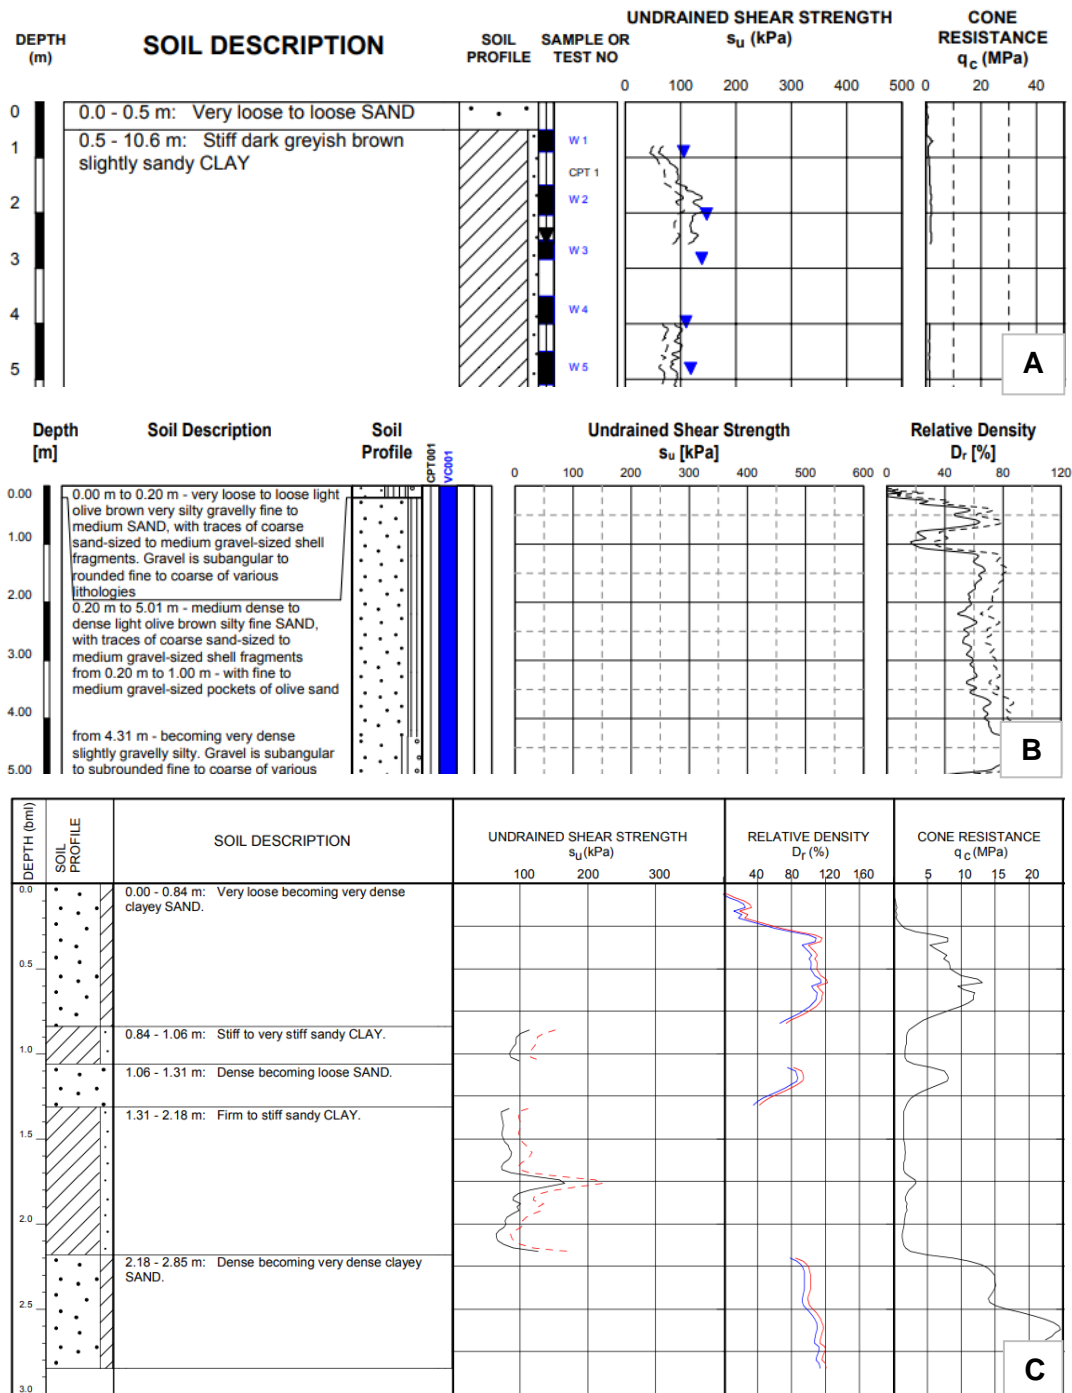 DEPTH
(m)
SOIL DESCRIPTION
SOIL
PROFILE
SAMPLE OR
TEST NO
UNDRAINED SHEAR STRENGTH
su (kPa)
CONE
RESISTANCE
qc (MPa)
0 100 200 300 400 500
0 20 40
0
1
2
3
4
5
0.0 - 0.5 m: Very loose to loose SAND
0.5 - 10.6 m: Stiff dark greyish brown
slightly sandy CLAY
W 1
CPT 1
W 2
W 3
W 4
W 5
A
Depth
[m]
Soil Description
Soil
Profile
CPT001
VC001
Undrained Shear Strength
su [kPa]
Relative Density
Dr [%]
0 100 200 300 400 500 600
0 40 80 120
0.00
1.00
2.00
3.00
4.00
5.00
0.00 m to 0.20 m - very loose to loose light
olive brown very silty gravelly fine to
medium SAND, with traces of coarse
sand-sized to medium gravel-sized shell
fragments. Gravel is subangular to
rounded fine to coarse of various
lithologies
0.20 m to 5.01 m - medium dense to
dense light olive brown silty fine SAND,
with traces of coarse sand-sized to
medium gravel-sized shell fragments
from 0.20 m to 1.00 m - with fine to
medium gravel-sized pockets of olive sand
from 4.31 m - becoming very dense
slightly gravelly silty. Gravel is subangular
to subrounded fine to coarse of various
B
DEPTH (bml)
SOIL
PROFILE
SOIL DESCRIPTION
UNDRAINED SHEAR STRENGTH
su(kPa)
RELATIVE DENSITY
Dr (%)
CONE RESISTANCE
qc (MPa)
100 200 300
40 80 120 160
5 10 15 20
0.0
0.5
1.0
1.5
2.0
2.5
3.0
0.00 - 0.84 m: Very loose becoming very dense
clayey SAND.
0.84 - 1.06 m: Stiff to very stiff sandy CLAY.
1.06 - 1.31 m: Dense becoming loose SAND.
1.31 - 2.18 m: Firm to stiff sandy CLAY.
2.18 - 2.85 m: Dense becoming very dense clayey
SAND.
C